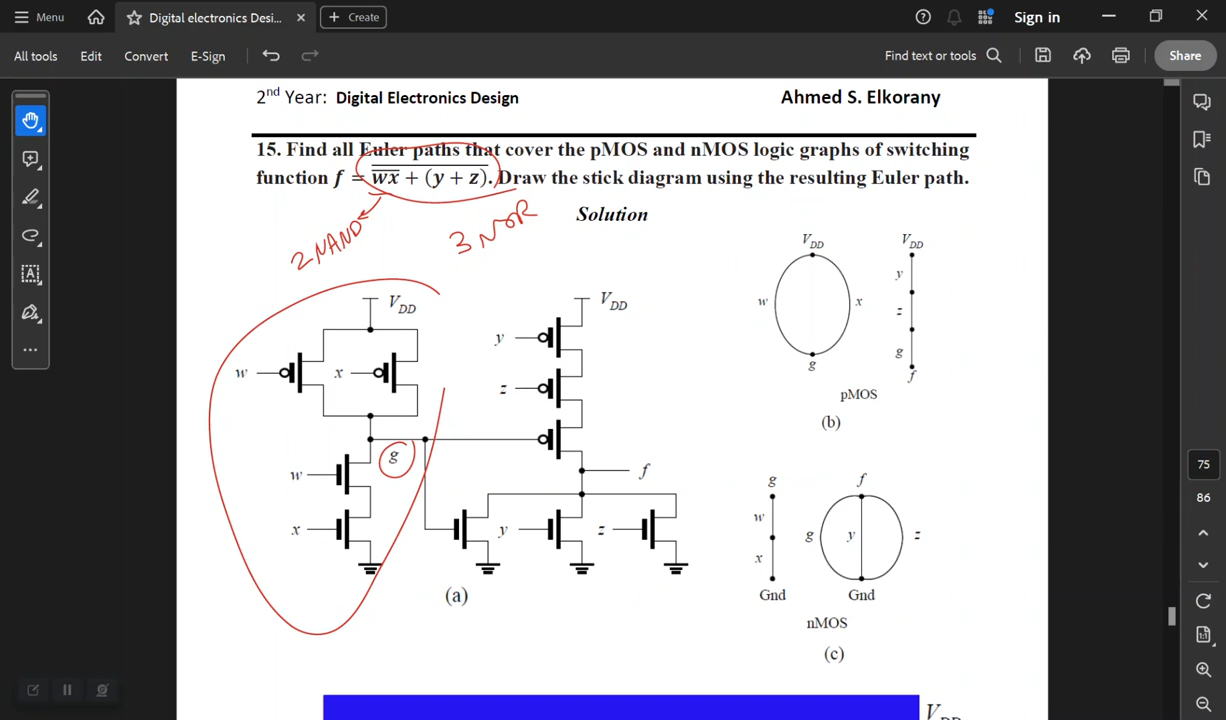 Menu
Digital electronics Desi...
Create
Sign in
All tools
Edit
Convert
E-Sign
Find text or tools
Share
2nd Year: Digital Electronics Design
Ahmed S. Elkorany
15. Find all Euler paths that cover the pMOS and nMOS logic graphs of switching
function f = \overline{\overline{wx} + (y + z)}. Draw the stick diagram using the resulting Euler path.
Solution
2 NAND
3 NOR
VDD
w
x
g
w
x
VDD
y
z
f
y
z
(a)
VDD
w
x
g
VDD
y
z
g
f
pMOS
(b)
g
w
x
Gnd
f
g
y
z
Gnd
nMOS
(c)
75
86
VDD